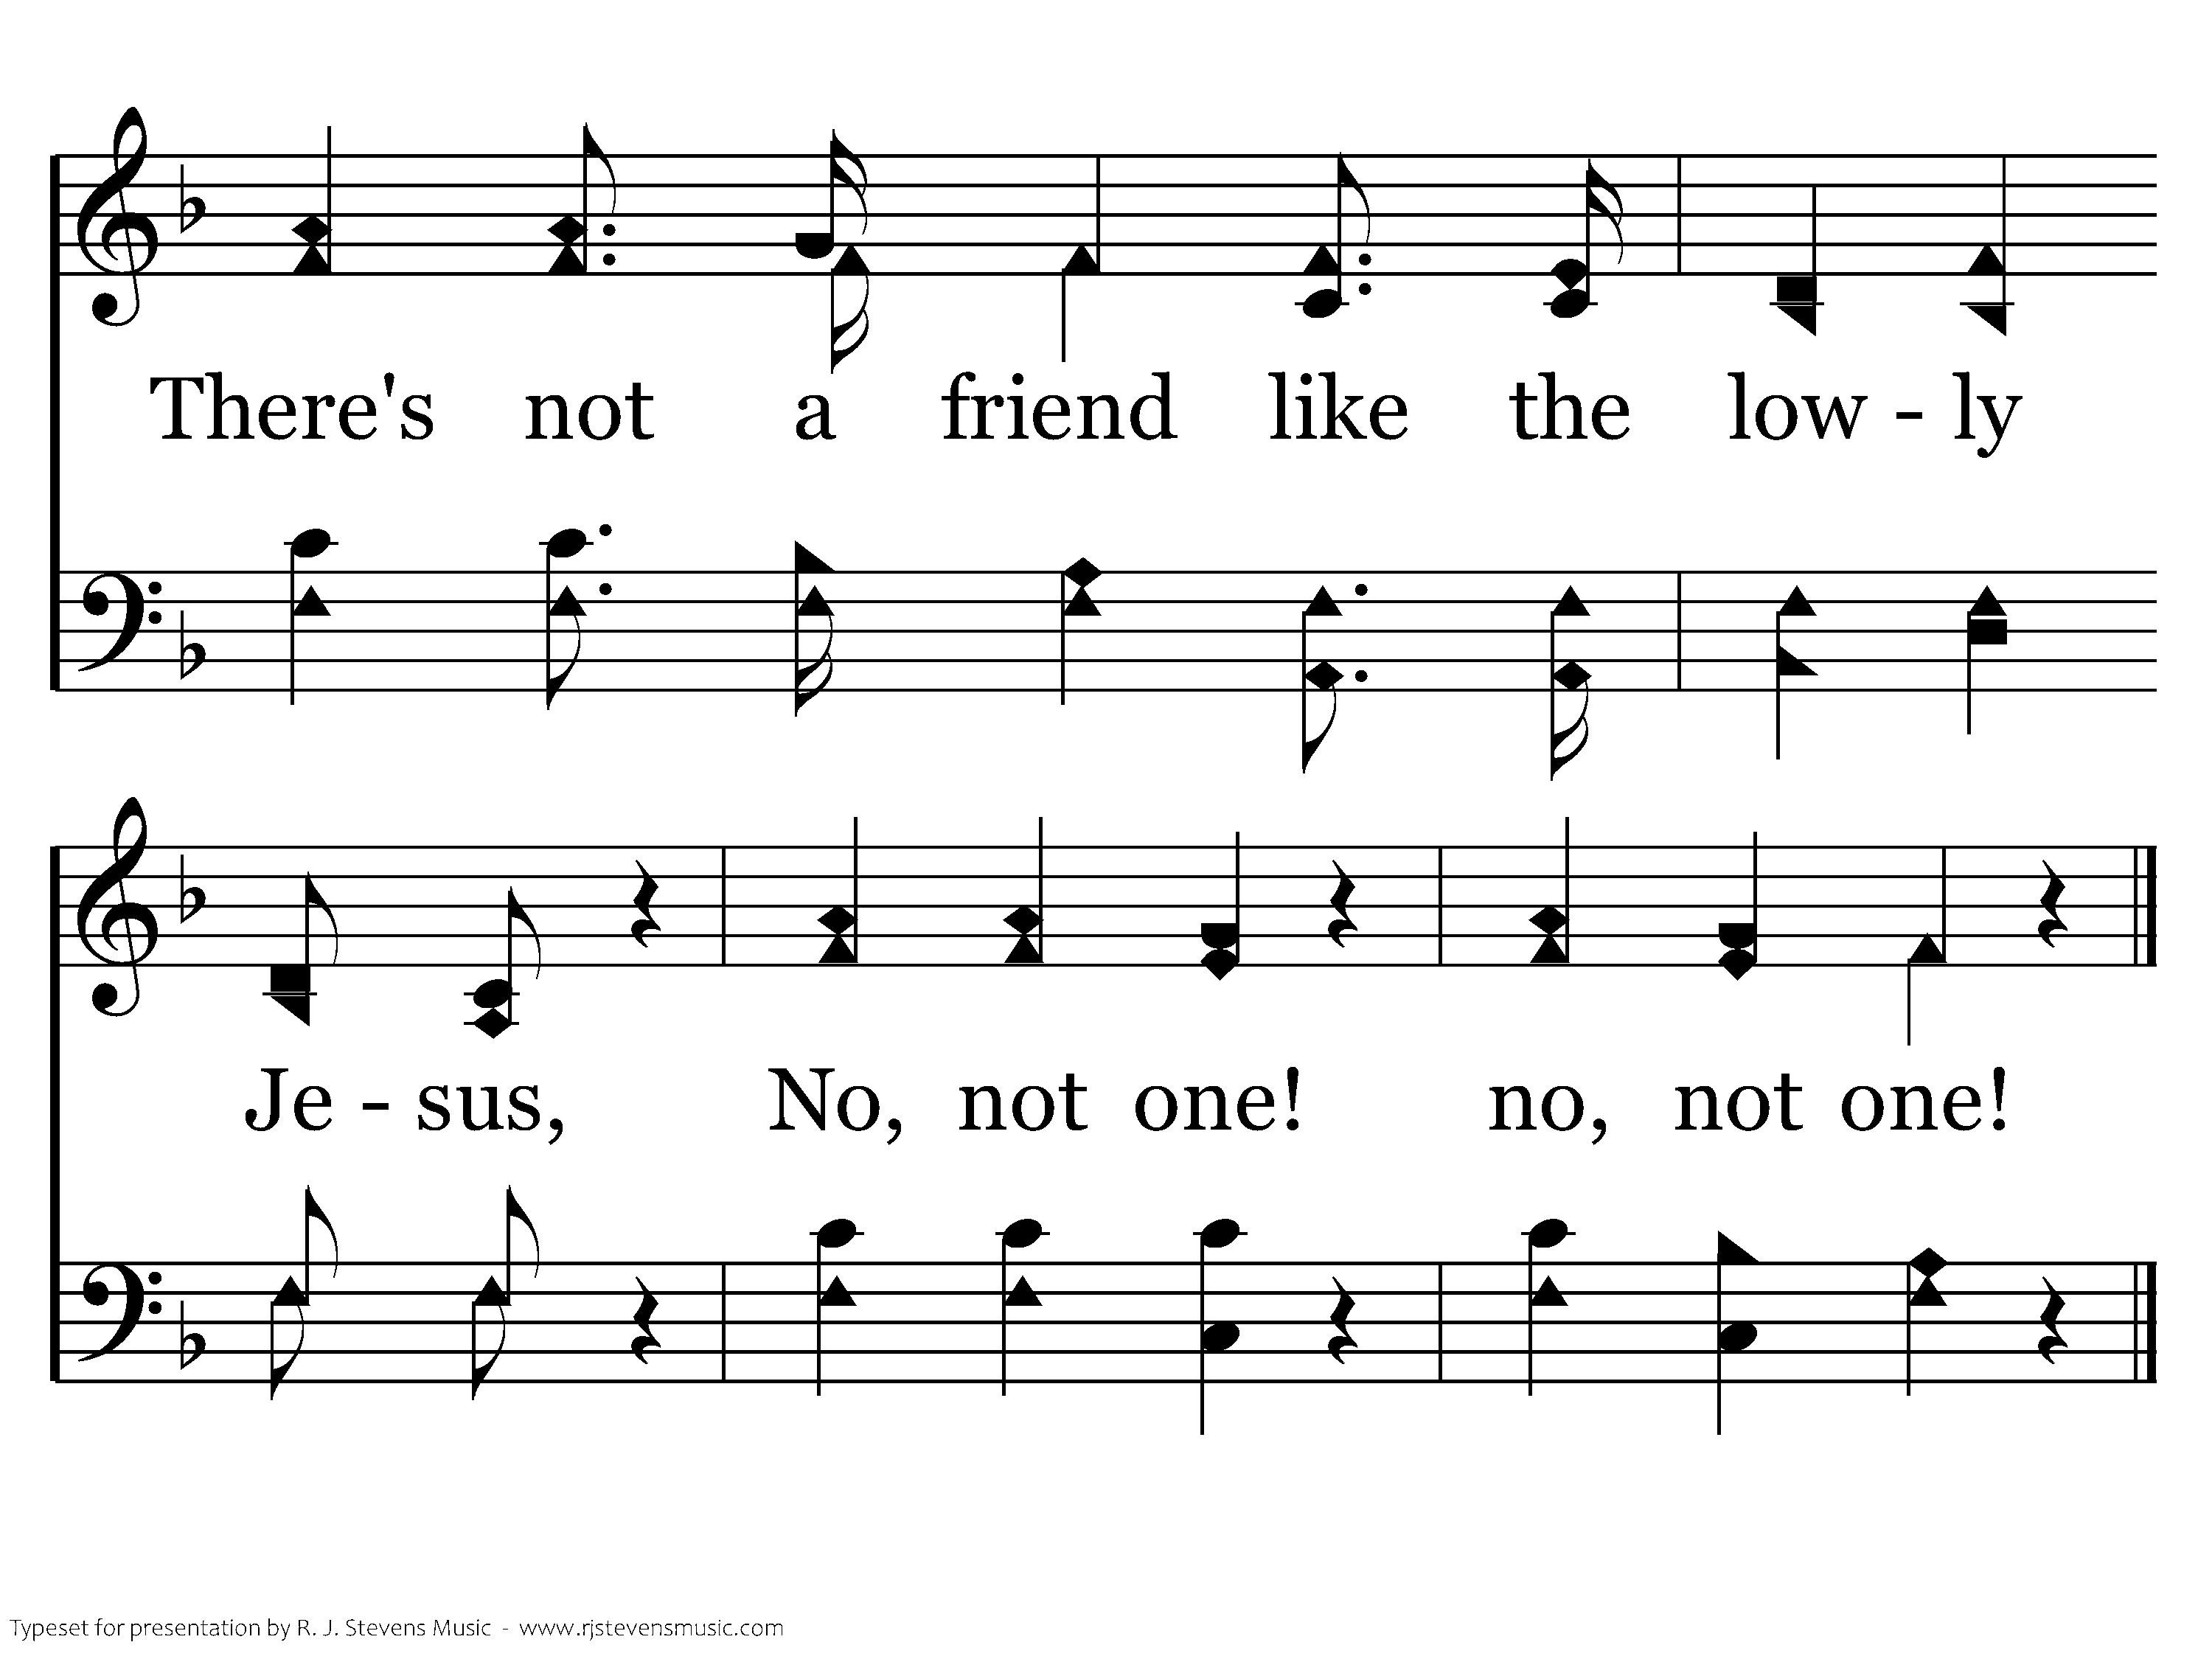 There's not a friend like the low - ly
Je - sus, No, not one! no, not one!
Typeset for presentation by R. J. Stevens Music - www.rjstevensmusic.com